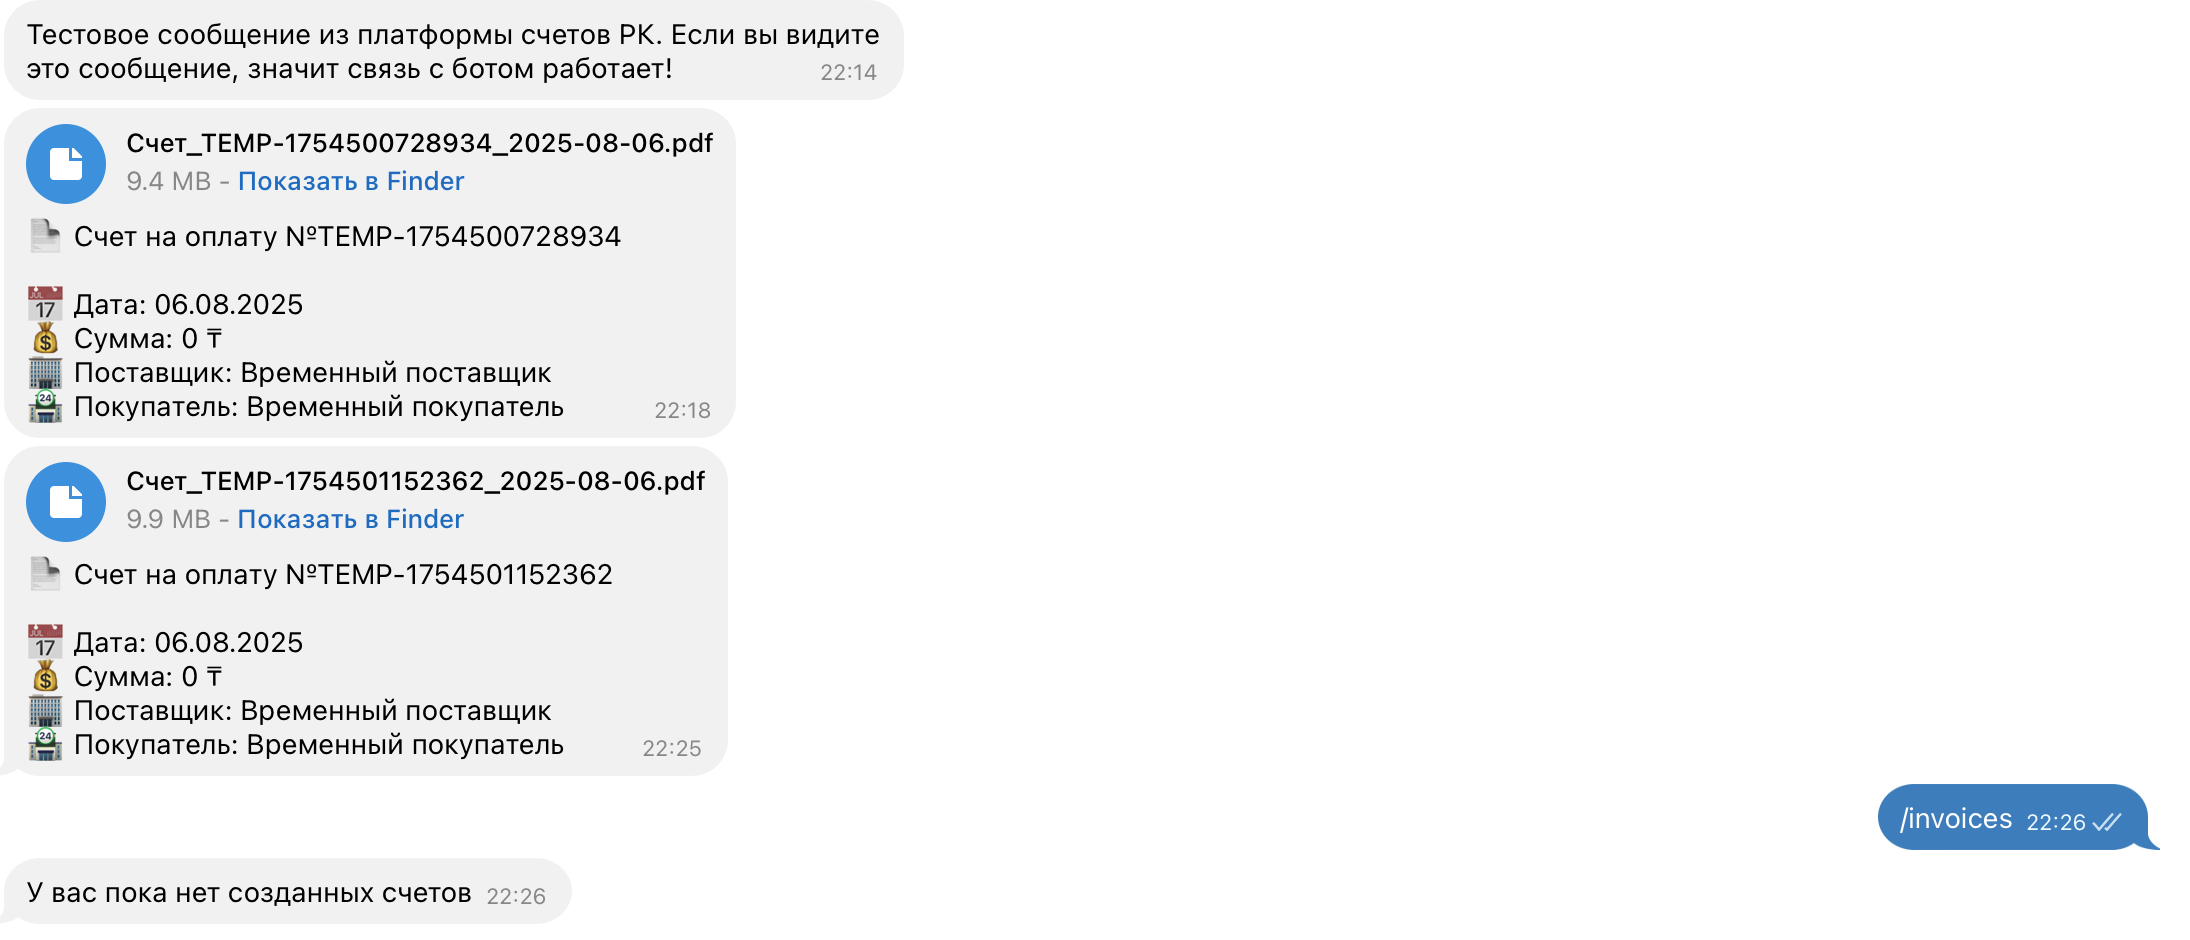 Тестовое сообщение из платформы счетов РК. Если вы видите
это сообщение, значит связь с ботом работает! 22:14
Счет_TEMP-1754500728934_2025-08-06.pdf
9.4 MB - Показать в Finder
Счет на оплату №TEMP-1754500728934
Дата: 06.08.2025
Сумма: 0 ₸
Поставщик: Временный поставщик
Покупатель: Временный покупатель 22:18
Счет_TEMP-1754501152362_2025-08-06.pdf
9.9 MB - Показать в Finder
Счет на оплату №TEMP-1754501152362
Дата: 06.08.2025
Сумма: 0 ₸
Поставщик: Временный поставщик
Покупатель: Временный покупатель 22:25
/invoices 22:26
У вас пока нет созданных счетов 22:26